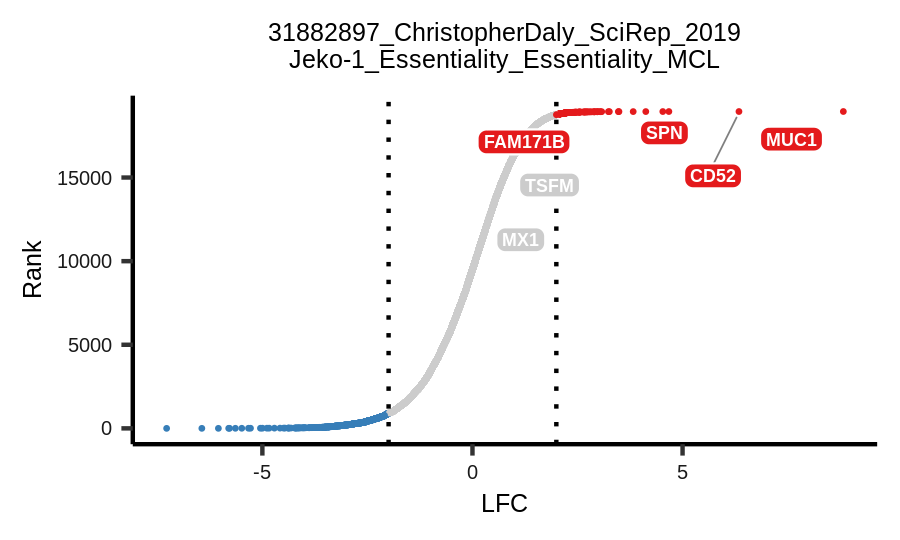 31882897_ChristopherDaly_SciRep_2019
Jeko-1_Essentiality_Essentiality_MCL
Rank
15000
10000
5000
0
FAM171B
SPN
MUC1
CD52
TSFM
MX1
-5
0
5
LFC